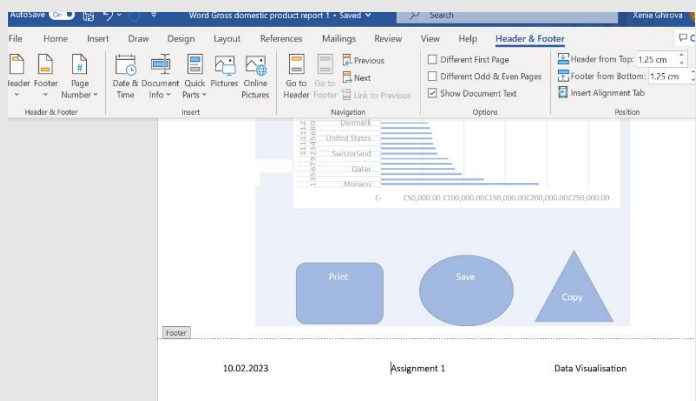 AutoSave On Word Gross domestic product report 1 • Saved Search Xenia Ghirova
File Home Insert Draw Design Layout References Mailings Review View Help Header & Footer
Header Footer Page Number Date & Time Document Info Quick Parts Pictures Online Pictures Go to Header Go to Footer
Previous
Next
Link to Previous
Different First Page
Different Odd & Even Pages
Show Document Text
Header from Top: 1.25 cm
Footer from Bottom: 1.25 cm
Insert Alignment Tab
Header & Footer Insert Navigation Options Position
Denmark
United States
Switzerland
Qatar
Monaco
£- £50,000.00 £100,000.00 £150,000.00 £200,000.00 £250,000.00
Print Save Copy
Footer
10.02.2023 Assignment 1 Data Visualisation